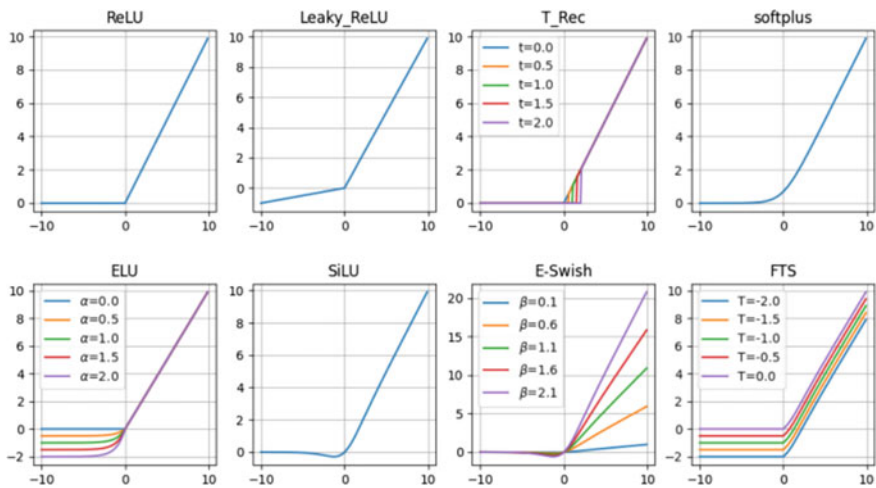 ReLU
10
8
6
4
2
0
−10
0
10
Leaky_ReLU
10
8
6
4
2
0
−10
0
10
T_Rec
10
8
6
4
2
0
t=0.0
t=0.5
t=1.0
t=1.5
t=2.0
−10
0
10
softplus
10
8
6
4
2
0
−10
0
10
ELU
10
8
6
4
2
0
−2
α=0.0
α=0.5
α=1.0
α=1.5
α=2.0
−10
0
10
SiLU
10
8
6
4
2
0
−10
0
10
E-Swish
20
15
10
5
0
β=0.1
β=0.6
β=1.1
β=1.6
β=2.1
−10
0
10
FTS
10
8
6
4
2
0
−2
T=-2.0
T=-1.5
T=-1.0
T=-0.5
T=0.0
−10
0
10